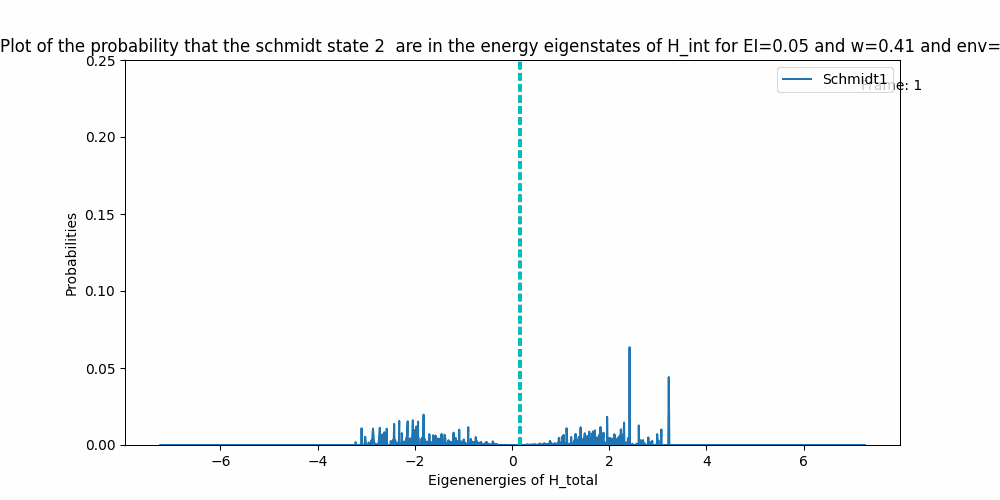 Plot of the probability that the schmidt state 2  are in the energy eigenstates of H_int for EI=0.05 and w=0.41 and env=
0.25
Schmidt1
Frame: 1
0.20
0.15
Probabilities
0.10
0.05
0.00
−6 −4 −2 0 2 4 6
Eigenenergies of H_total